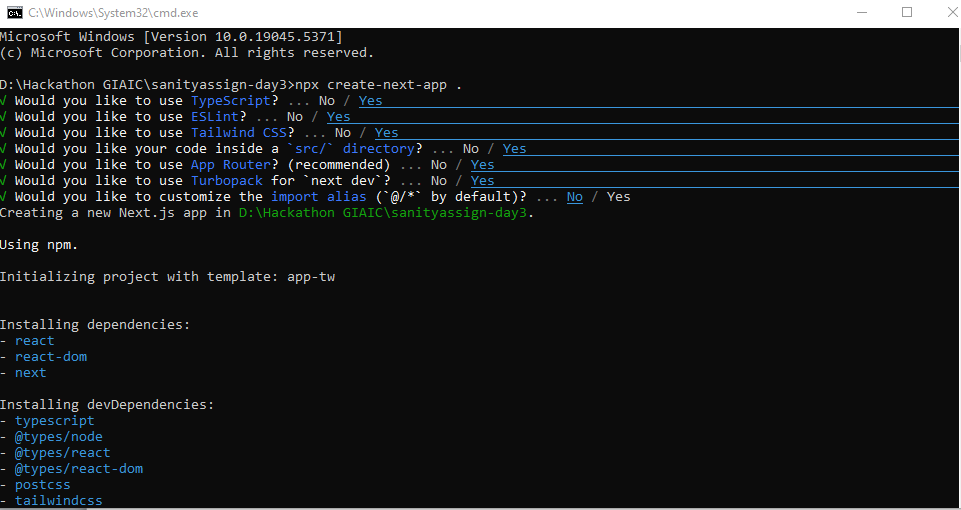 C:\Windows\System32\cmd.exe
Microsoft Windows [Version 10.0.19045.5371]
(c) Microsoft Corporation. All rights reserved.
D:\Hackathon GIAIC\sanityassign-day3>npx create-next-app .
√ Would you like to use TypeScript? ... No / Yes
√ Would you like to use ESLint? ... No / Yes
√ Would you like to use Tailwind CSS? ... No / Yes
√ Would you like your code inside a `src/` directory? ... No / Yes
√ Would you like to use App Router? (recommended) ... No / Yes
√ Would you like to use Turbopack for `next dev`? ... No / Yes
√ Would you like to customize the import alias (`@/*` by default)? ... No / Yes
Creating a new Next.js app in D:\Hackathon GIAIC\sanityassign-day3.
Using npm.
Initializing project with template: app-tw
Installing dependencies:
- react
- react-dom
- next
Installing devDependencies:
- typescript
- @types/node
- @types/react
- @types/react-dom
- postcss
- tailwindcss